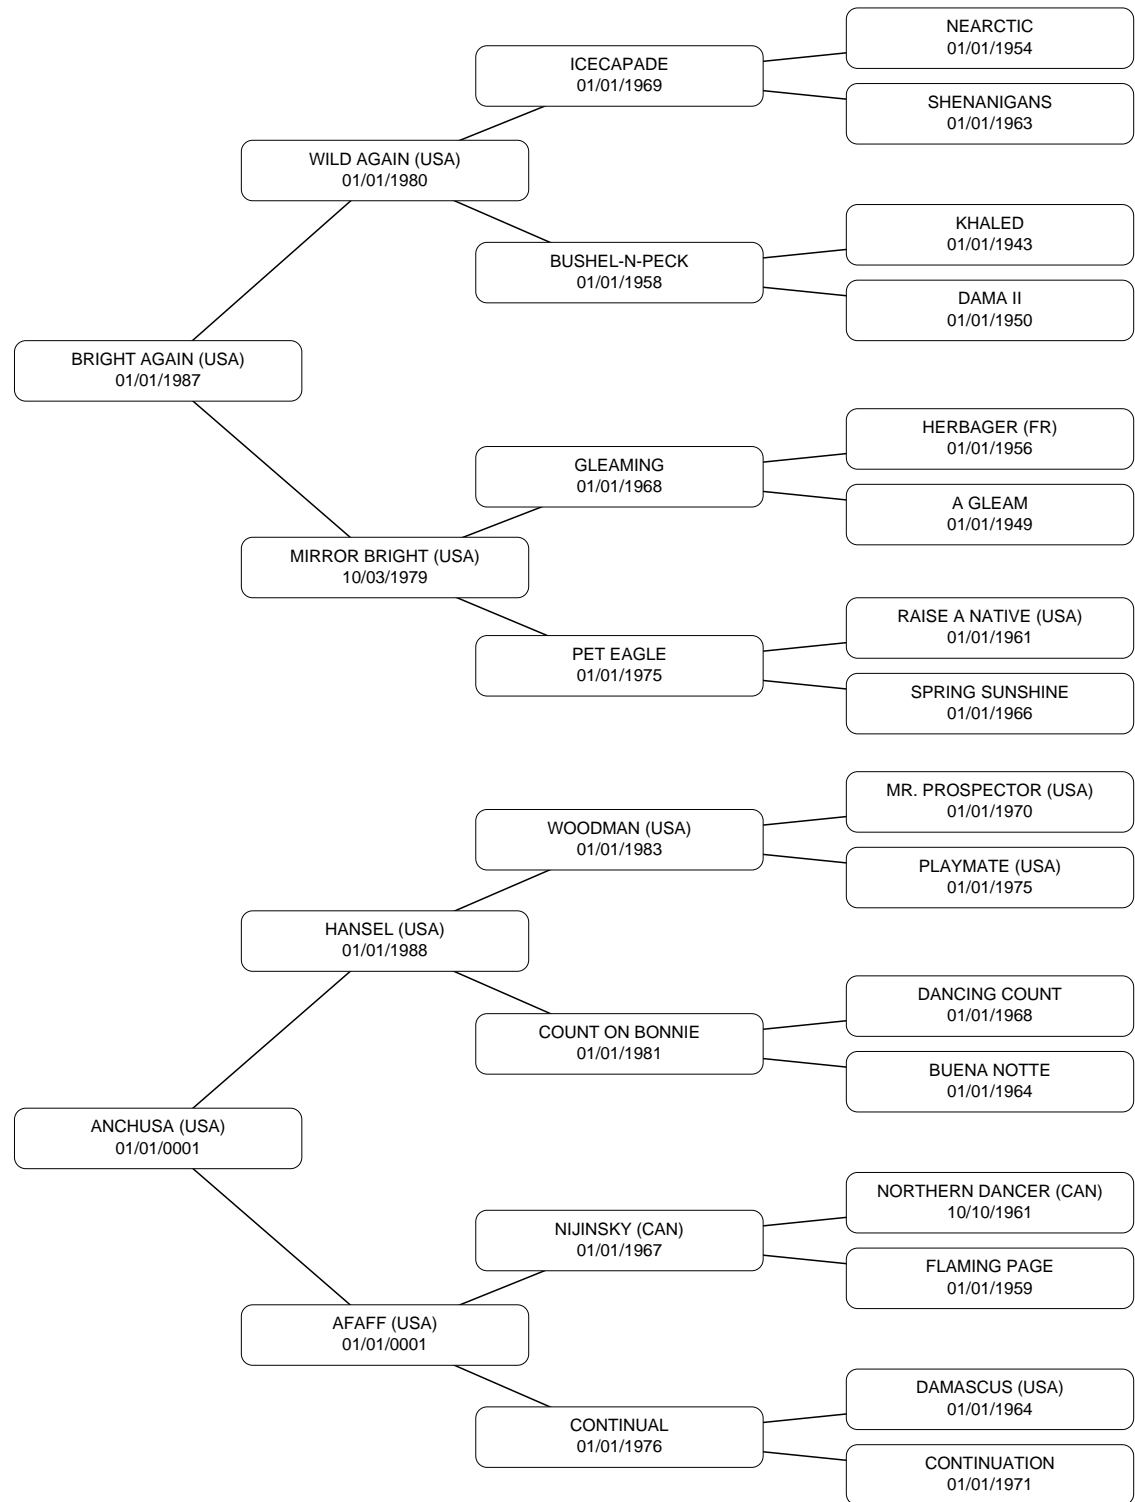 NEARCTIC
01/01/1954
ICECAPADE
01/01/1969
SHENANIGANS
01/01/1963
WILD AGAIN (USA)
01/01/1980
KHALED
01/01/1943
BUSHEL-N-PECK
01/01/1958
DAMA II
01/01/1950
BRIGHT AGAIN (USA)
01/01/1987
HERBAGER (FR)
01/01/1956
GLEAMING
01/01/1968
A GLEAM
01/01/1949
MIRROR BRIGHT (USA)
10/03/1979
RAISE A NATIVE (USA)
01/01/1961
PET EAGLE
01/01/1975
SPRING SUNSHINE
01/01/1966
MR. PROSPECTOR (USA)
01/01/1970
WOODMAN (USA)
01/01/1983
PLAYMATE (USA)
01/01/1975
HANSEL (USA)
01/01/1988
DANCING COUNT
01/01/1968
COUNT ON BONNIE
01/01/1981
BUENA NOTTE
01/01/1964
ANCHUSA (USA)
01/01/0001
NORTHERN DANCER (CAN)
10/10/1961
NIJINSKY (CAN)
01/01/1967
FLAMING PAGE
01/01/1959
AFAFF (USA)
01/01/0001
DAMASCUS (USA)
01/01/1964
CONTINUAL
01/01/1976
CONTINUATION
01/01/1971